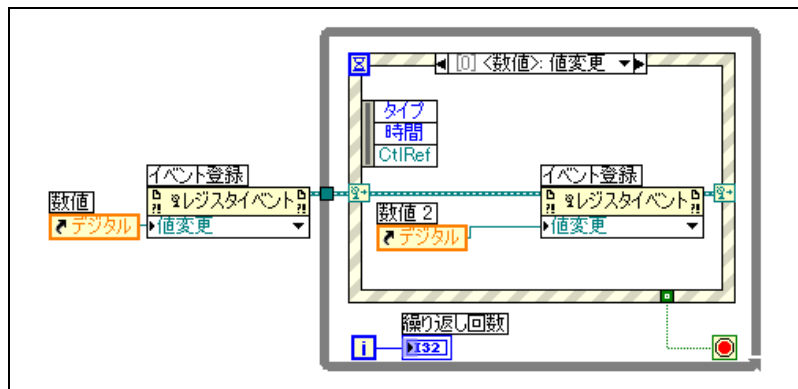 [0] <数値>: 値変更
タイプ
時間
CtlRef
イベント登録
レジスタイベント
値変更
数値
デジタル
イベント登録
レジスタイベント
値変更
数値 2
デジタル
繰り返し回数
i
I32